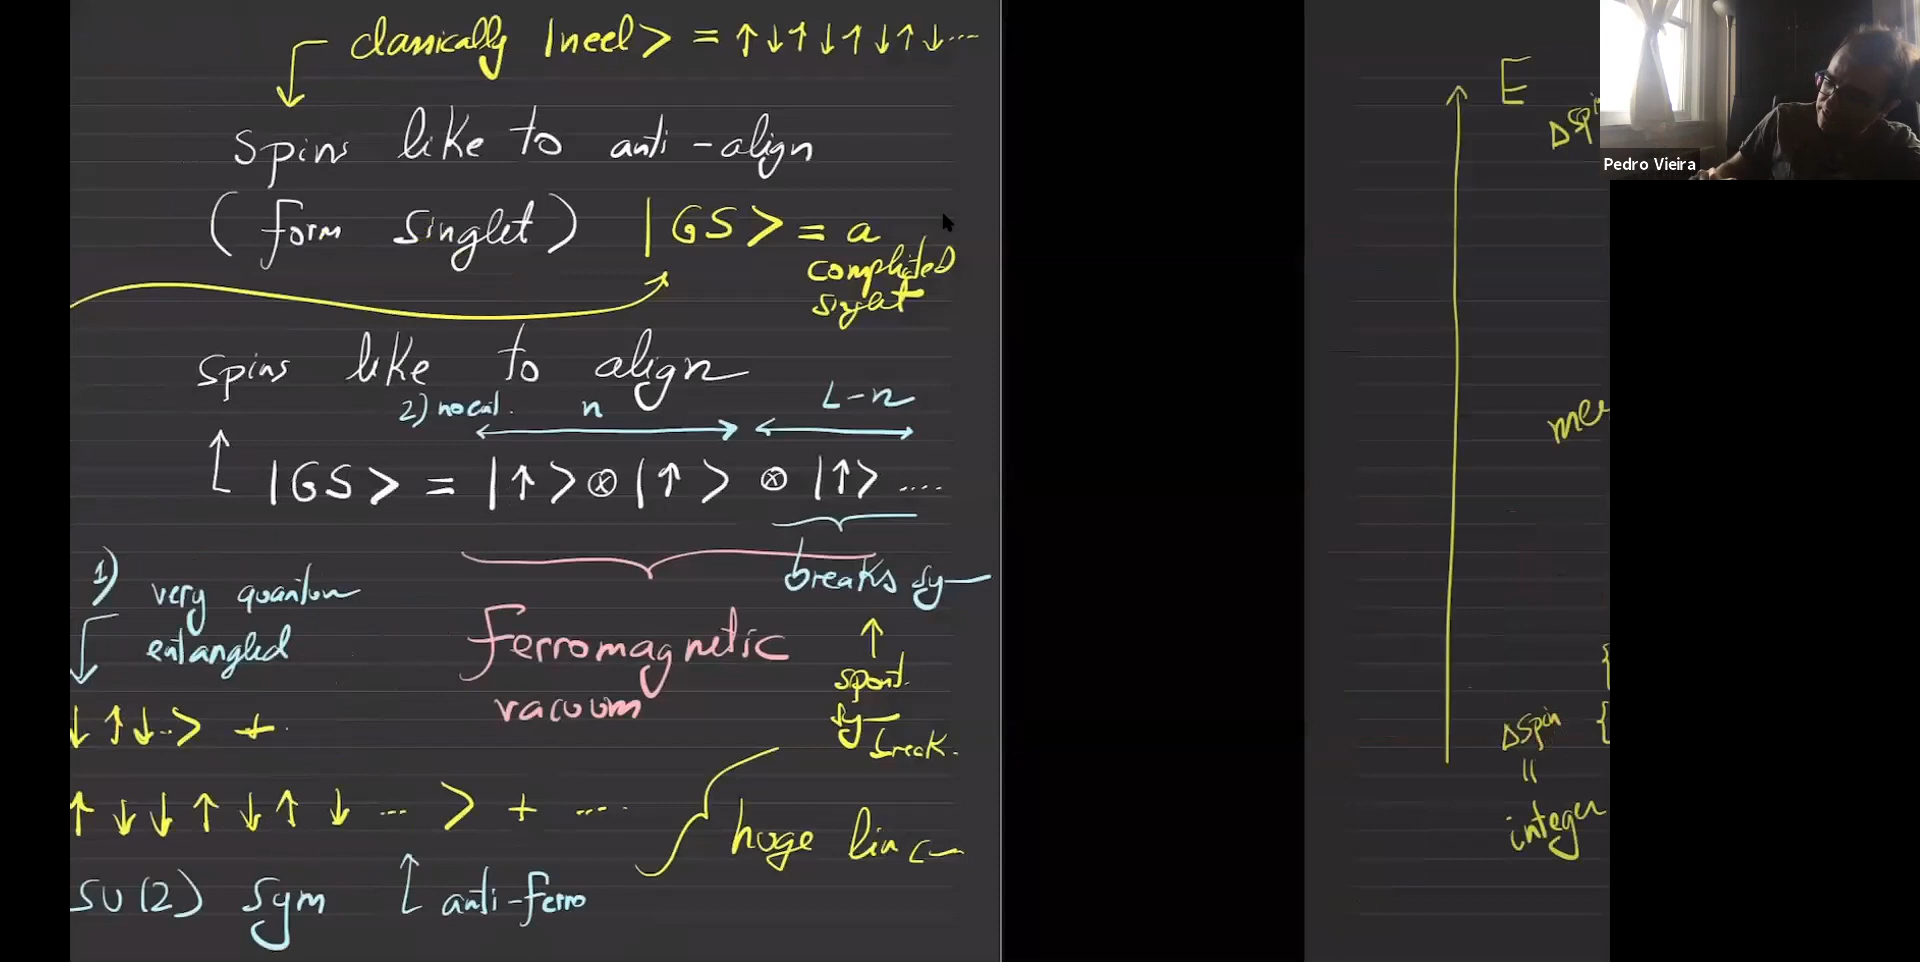 classically |neel> = ↑↓↑↓↑↓↑↓...
spins like to anti-align
(form singlet) |GS> = a
complicated
singlet
spins like to align
2) no cal. n L-n
|GS> = |↑>⊗|↑> ⊗ |↑> ....
1) very quantum
entangled
breaks sy
Ferromagnetic
vacuum
↑
spont.
sy
break.
↓↑↓..> +
↑↓↓↑↓↑↓ ... > + ....
huge lin c
SU(2) sym
anti-ferro
E
Δspi
me
Δspin
=
integer
{
{
Pedro Vieira